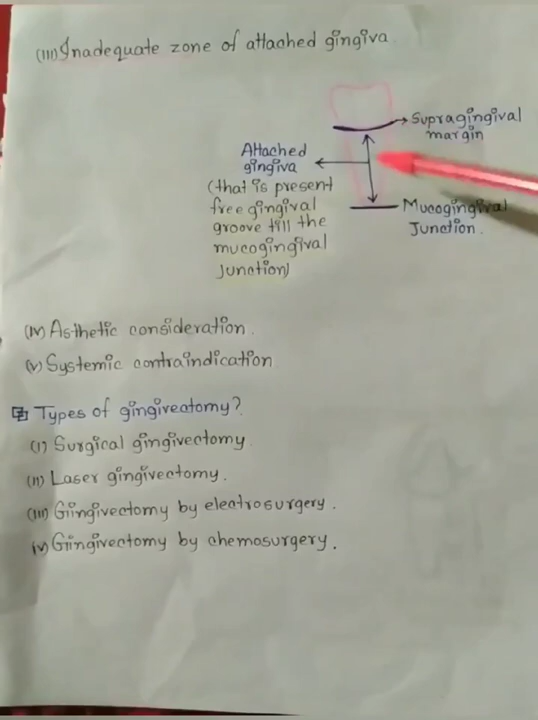 (III) Inadequate zone of attached gingiva
Supragingival
margin
Attached
gingiva
(that is present
free gingival
groove till the
mucogingival
Junction)
Mucogingival
Junction.
(IV) Asthetic consideration.
(V) Systemic contraindication
Types of gingivectomy?
(I) Surgical gingivectomy.
(II) Laser gingivectomy.
(III) Gingivectomy by electrosurgery.
(IV) Gingivectomy by chemosurgery.